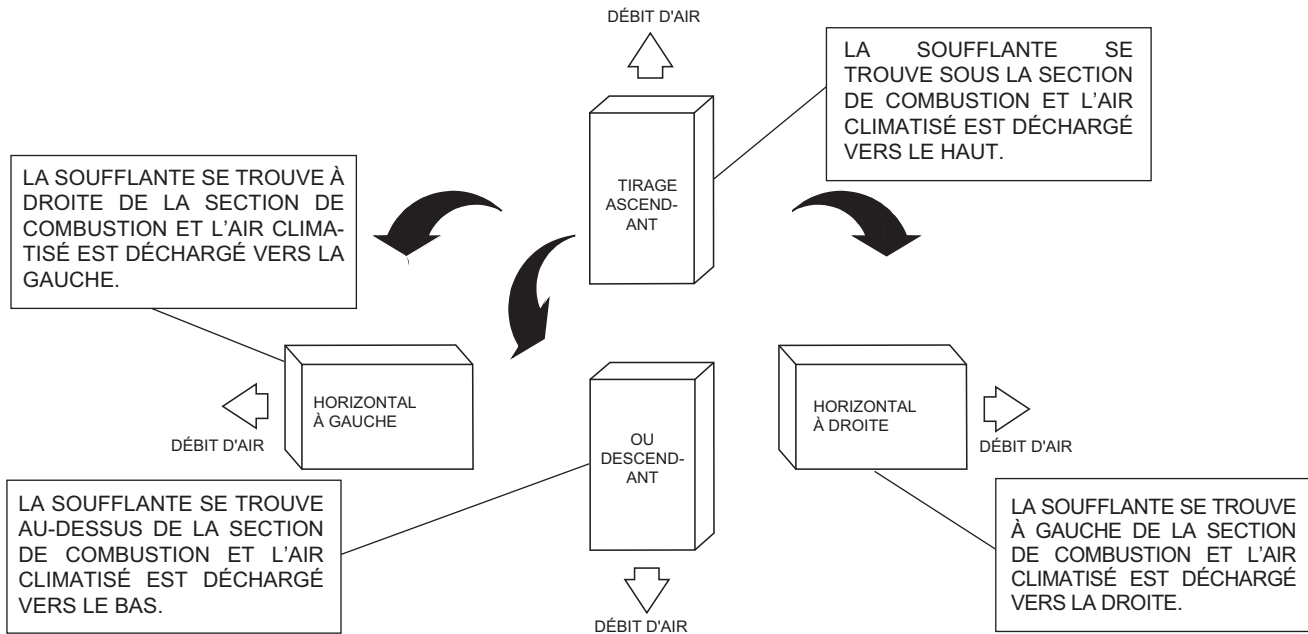 DÉBIT D'AIR
LA SOUFFLANTE SE
TROUVE SOUS LA SECTION
DE COMBUSTION ET L'AIR
CLIMATISÉ EST DÉCHARGÉ
VERS LE HAUT.
TIRAGE
ASCEND-
ANT
LA SOUFFLANTE SE TROUVE À
DROITE DE LA SECTION DE
COMBUSTION ET L'AIR CLIMA-
TISÉ EST DÉCHARGÉ VERS LA
GAUCHE.
HORIZONTAL
À GAUCHE
DÉBIT D'AIR
OU
DESCEND-
ANT
HORIZONTAL
À DROITE
DÉBIT D'AIR
LA SOUFFLANTE SE TROUVE
AU-DESSUS DE LA SECTION
DE COMBUSTION ET L'AIR
CLIMATISÉ EST DÉCHARGÉ
VERS LE BAS.
DÉBIT D'AIR
LA SOUFFLANTE SE TROUVE
À GAUCHE DE LA SECTION
DE COMBUSTION ET L'AIR
CLIMATISÉ EST DÉCHARGÉ
VERS LA DROITE.